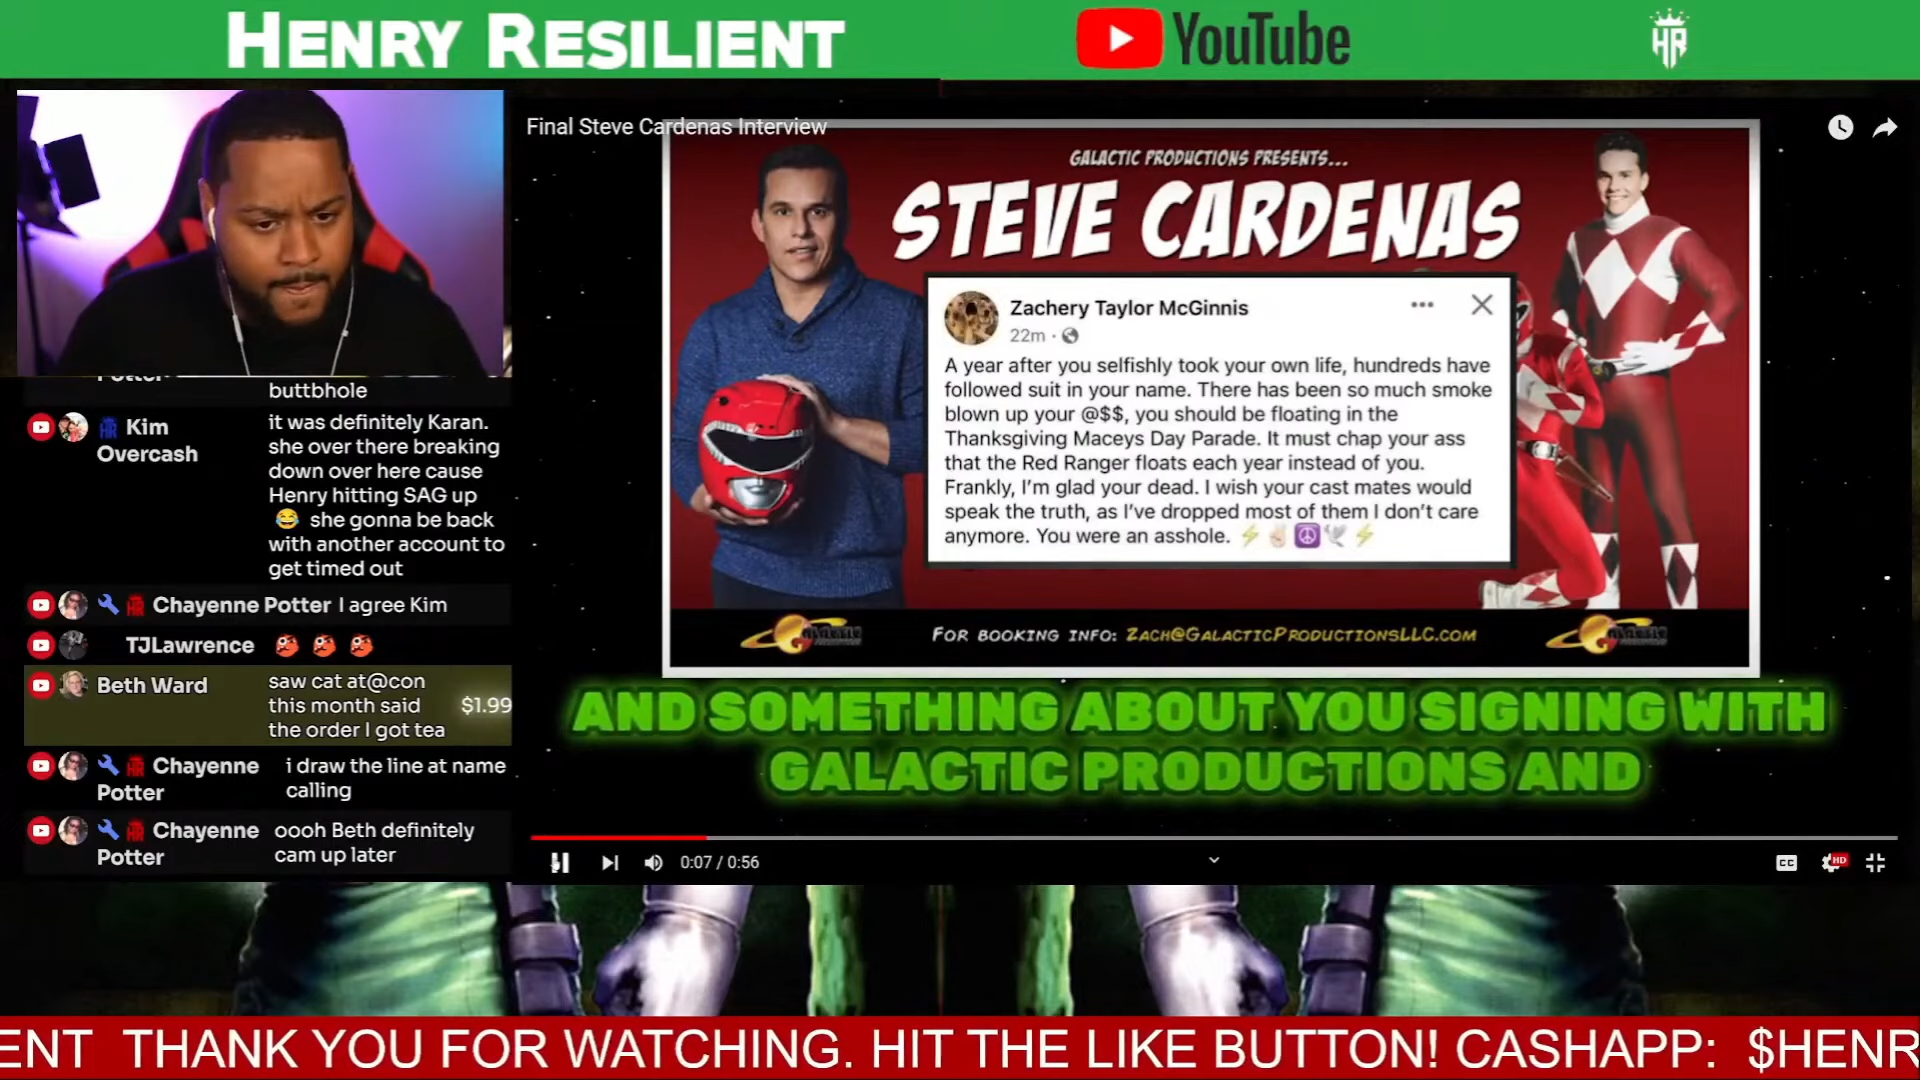 HENRY RESILIENT
YouTube
HR
Final Steve Cardenas Interview
GALACTIC PRODUCTIONS PRESENTS...
STEVE CARDENAS
Zachery Taylor McGinnis
22m
A year after you selfishly took your own life, hundreds have
followed suit in your name. There has been so much smoke
blown up your @$$, you should be floating in the
Thanksgiving Maceys Day Parade. It must chap your ass
that the Red Ranger floats each year instead of you.
Frankly, I'm glad your dead. I wish your cast mates would
speak the truth, as I've dropped most of them I don't care
anymore. You were an asshole.
FOR BOOKING INFO: ZACH@GALACTICPRODUCTIONSLLC.COM
AND SOMETHING ABOUT YOU SIGNING WITH
GALACTIC PRODUCTIONS AND
0:07 / 0:56
CC
HD
buttbhole
Kim
Overcash
it was definitely Karan.
she over there breaking
down over here cause
Henry hitting SAG up
😂 she gonna be back
with another account to
get timed out
Chayenne Potter I agree Kim
TJLawrence
Beth Ward
saw cat at@con
this month said
the order I got tea
$1.99
Chayenne
Potter
i draw the line at name
calling
Chayenne
Potter
oooh Beth definitely
cam up later
ENT THANK YOU FOR WATCHING. HIT THE LIKE BUTTON! CASHAPP: $HENR